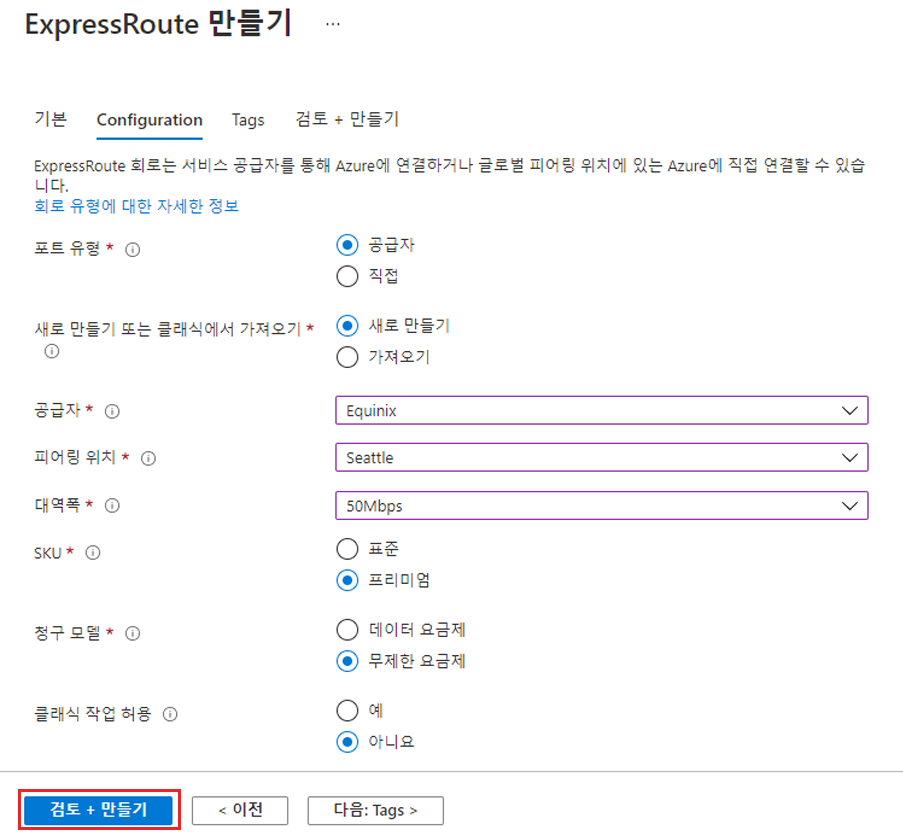 ExpressRoute 만들기 ...
기본 Configuration Tags 검토 + 만들기
ExpressRoute 회로는 서비스 공급자를 통해 Azure에 연결하거나 글로벌 피어링 위치에 있는 Azure에 직접 연결할 수 있습
니다.
회로 유형에 대한 자세한 정보
포트 유형 *
공급자
직접
새로 만들기 또는 클래식에서 가져오기 *
새로 만들기
가져오기
공급자 *
Equinix
피어링 위치 *
Seattle
대역폭 *
50Mbps
SKU *
표준
프리미엄
청구 모델 *
데이터 요금제
무제한 요금제
클래식 작업 허용
예
아니요
검토 + 만들기
< 이전
다음: Tags >